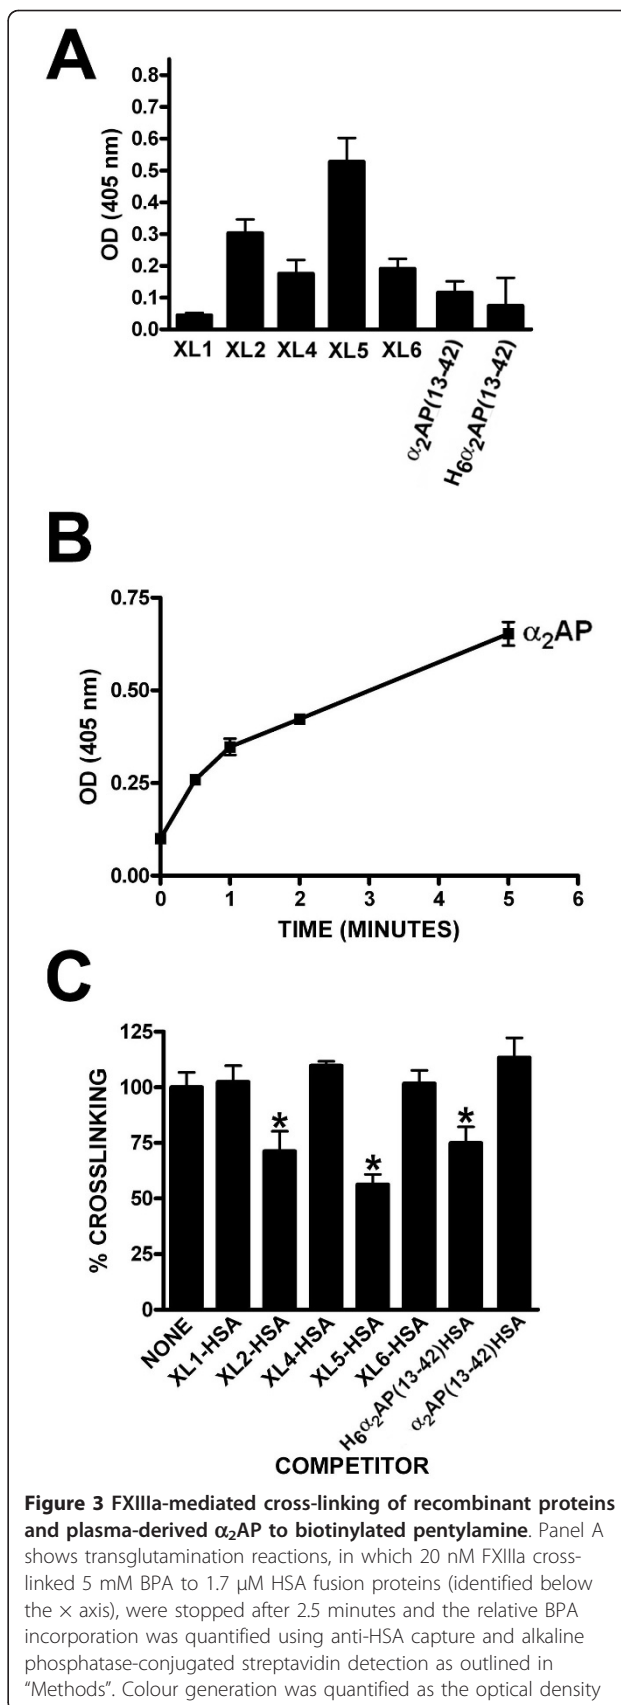 A
0.8
0.7
0.6
0.5
0.4
0.3
0.2
0.1
0.0
OD (405 nm)
XL1 XL2 XL4 XL5 XL6 α₂AP(13-42) H₆α₂AP(13-42)
B
0.75
0.50
0.25
0.00
OD (405 nm)
α₂AP
0 1 2 3 4 5 6
TIME (MINUTES)
C
125
100
75
50
25
0
% CROSSLINKING
* * *
NONE XL1-HSA XL2-HSA XL4-HSA XL5-HSA XL6-HSA H₆α₂AP(13-42)HSA α₂AP(13-42)HSA
COMPETITOR
Figure 3 FXIIIa-mediated cross-linking of recombinant proteins
and plasma-derived α₂AP to biotinylated pentylamine. Panel A
shows transglutamination reactions, in which 20 nM FXIIIa cross-
linked 5 mM BPA to 1.7 μM HSA fusion proteins (identified below
the × axis), were stopped after 2.5 minutes and the relative BPA
incorporation was quantified using anti-HSA capture and alkaline
phosphatase-conjugated streptavidin detection as outlined in
“Methods”. Colour generation was quantified as the optical density